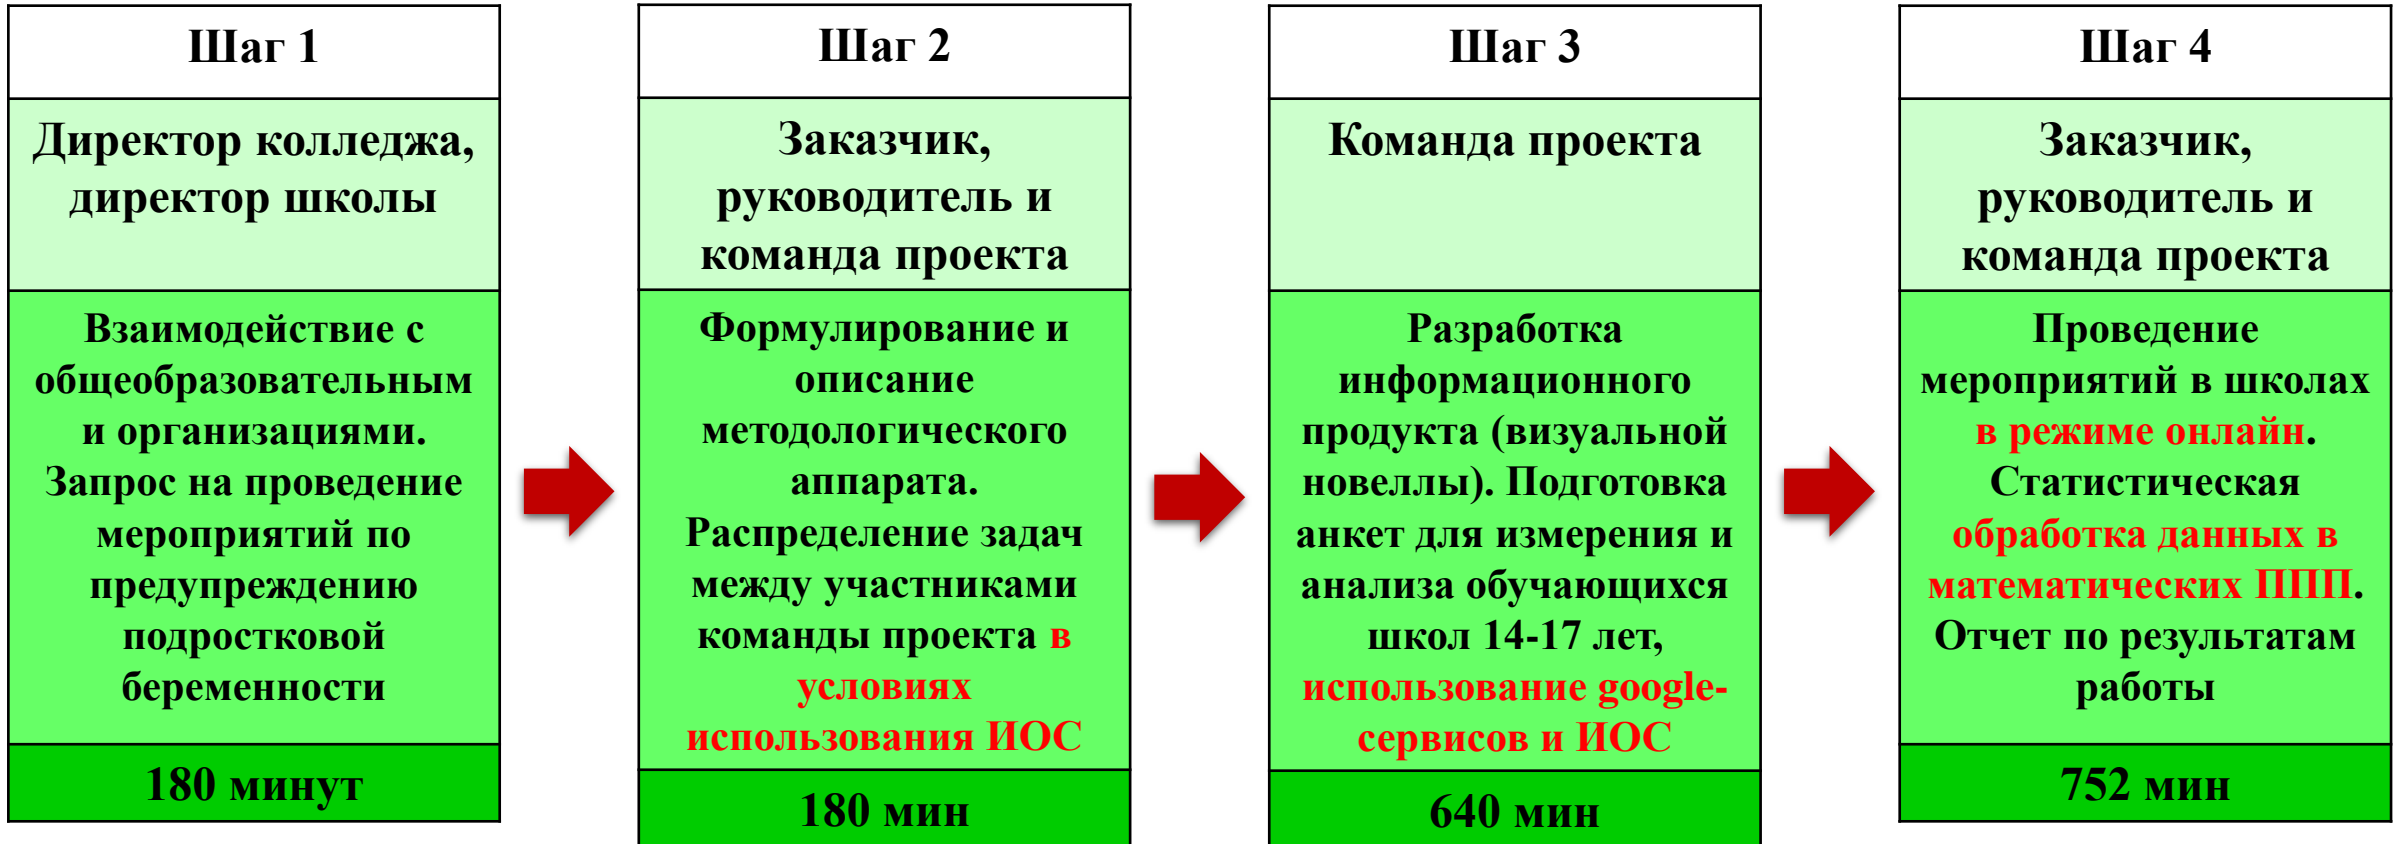 Шаг 1
Директор колледжа,
директор школы
Взаимодействие с
общеобразовательным
и организациями.
Запрос на проведение
мероприятий по
предупреждению
подростковой
беременности
180 минут
Шаг 2
Заказчик,
руководитель и
команда проекта
Формулирование и
описание
методологического
аппарата.
Распределение задач
между участниками
команды проекта в
условиях
использования ИОС
180 мин
Шаг 3
Команда проекта
Разработка
информационного
продукта (визуальной
новеллы). Подготовка
анкет для измерения и
анализа обучающихся
школ 14-17 лет,
использование google-
сервисов и ИОС
640 мин
Шаг 4
Заказчик,
руководитель и
команда проекта
Проведение
мероприятий в школах
в режиме онлайн.
Статистическая
обработка данных в
математических ППП.
Отчет по результатам
работы
752 мин